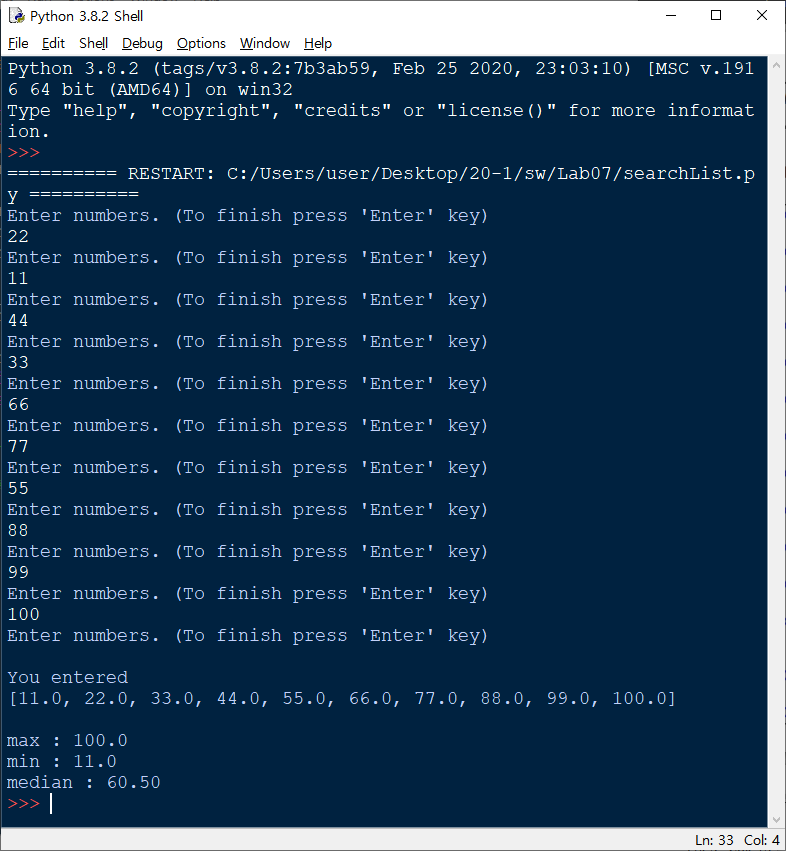 Python 3.8.2 Shell
File Edit Shell Debug Options Window Help
Python 3.8.2 (tags/v3.8.2:7b3ab59, Feb 25 2020, 23:03:10) [MSC v.191
6 64 bit (AMD64)] on win32
Type "help", "copyright", "credits" or "license()" for more informat
ion.
>>>
========== RESTART: C:/Users/user/Desktop/20-1/sw/Lab07/searchList.p
y ==========
Enter numbers. (To finish press 'Enter' key)
22
Enter numbers. (To finish press 'Enter' key)
11
Enter numbers. (To finish press 'Enter' key)
44
Enter numbers. (To finish press 'Enter' key)
33
Enter numbers. (To finish press 'Enter' key)
66
Enter numbers. (To finish press 'Enter' key)
77
Enter numbers. (To finish press 'Enter' key)
55
Enter numbers. (To finish press 'Enter' key)
88
Enter numbers. (To finish press 'Enter' key)
99
Enter numbers. (To finish press 'Enter' key)
100
Enter numbers. (To finish press 'Enter' key)

You entered
[11.0, 22.0, 33.0, 44.0, 55.0, 66.0, 77.0, 88.0, 99.0, 100.0]

max : 100.0
min : 11.0
median : 60.50
>>>
Ln: 33 Col: 4